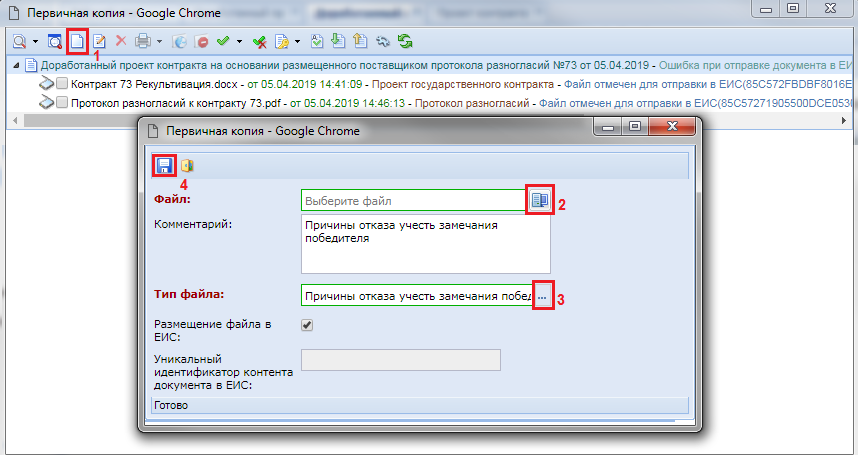 Первичная копия - Google Chrome
1
Доработанный проект контракта на основании размещенного поставщиком протокола разногласий №73 от 05.04.2019 - Ошибка при отправке документа в ЕИ
Контракт 73 Рекультивация.docx - от 05.04.2019 14:41:09 - Проект государственного контракта - Файл отмечен для отправки в ЕИС(85C572FBDBF8016E
Протокол разногласий к контракту 73.pdf - от 05.04.2019 14:46:13 - Протокол разногласий - Файл отмечен для отправки в ЕИС(85C57271905500DCE0530
Первичная копия - Google Chrome
4
Файл:
Выберите файл
2
Комментарий:
Причины отказа учесть замечания
победителя
Тип файла:
Причины отказа учесть замечания побед
...
3
Размещение файла в
ЕИС:
Уникальный
идентификатор контента
документа в ЕИС:
Готово